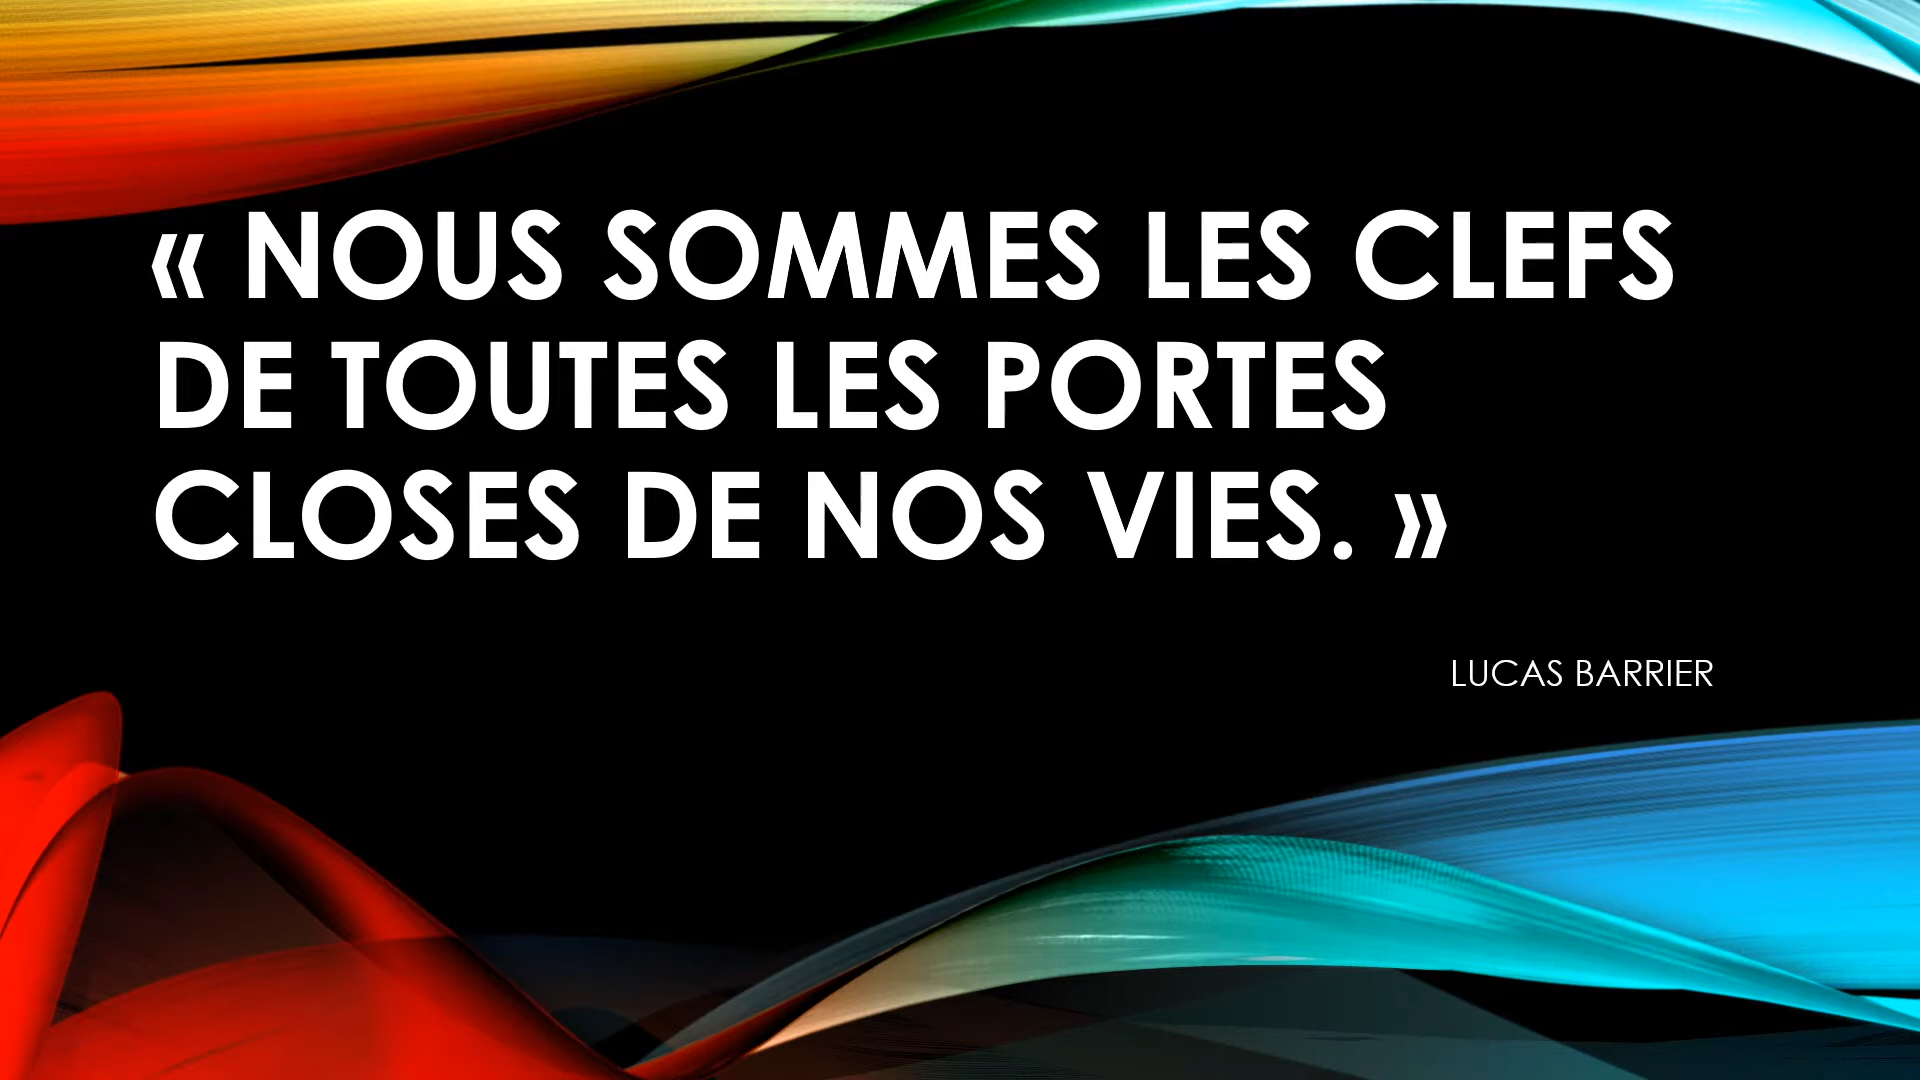 « NOUS SOMMES LES CLEFS
DE TOUTES LES PORTES
CLOSES DE NOS VIES. »
LUCAS BARRIER